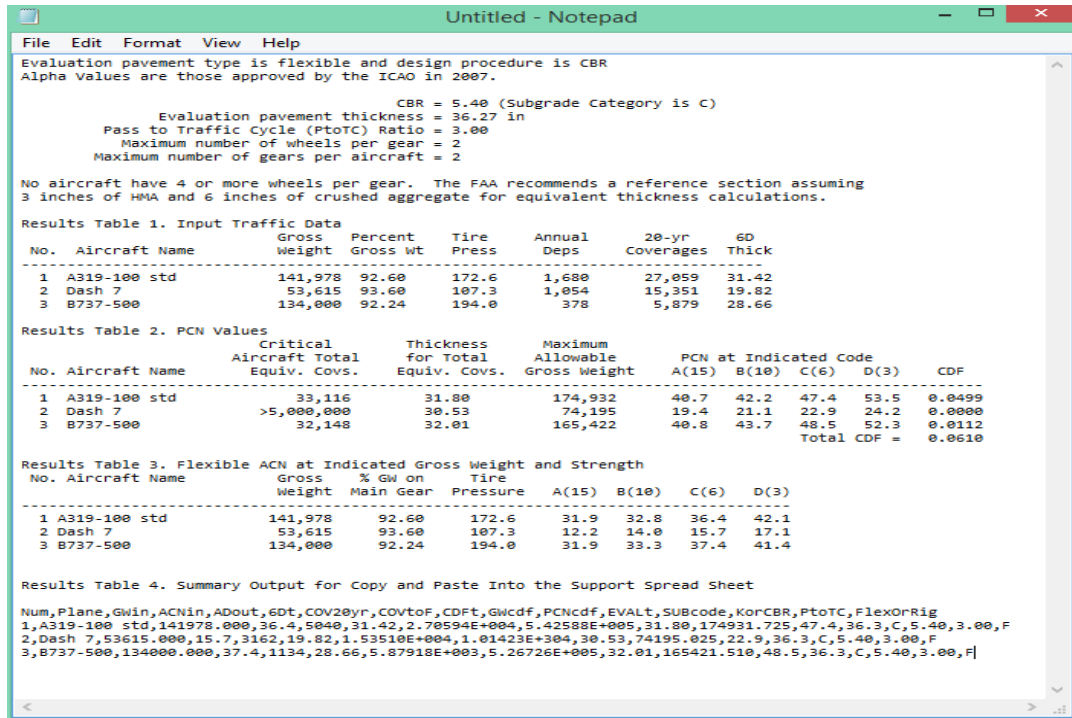 Untitled - Notepad
File Edit Format View Help
Evaluation pavement type is flexible and design procedure is CBR
Alpha Values are those approved by the ICAO in 2007.
CBR = 5.40 (Subgrade Category is C)
Evaluation pavement thickness = 36.27 in
Pass to Traffic Cycle (PtoTC) Ratio = 3.00
Maximum number of wheels per gear = 2
Maximum number of gears per aircraft = 2
No aircraft have 4 or more wheels per gear. The FAA recommends a reference section assuming
3 inches of HMA and 6 inches of crushed aggregate for equivalent thickness calculations.
Results Table 1. Input Traffic Data
Gross Percent Tire Annual 20-yr 6D
No. Aircraft Name Weight Gross Wt Press Deps Coverages Thick
1 A319-100 std 141,978 92.60 172.6 1,680 27,059 31.42
2 Dash 7 53,615 93.60 107.3 1,054 15,351 19.82
3 B737-500 134,000 92.24 194.0 378 5,879 28.66
Results Table 2. PCN Values
Critical Thickness Maximum
Aircraft Total for Total Allowable PCN at Indicated Code
No. Aircraft Name Equiv. Covs. Equiv. Covs. Gross Weight A(15) B(10) C(6) D(3) CDF
1 A319-100 std 33,116 31.80 174,932 40.7 42.2 47.4 53.5 0.0499
2 Dash 7 >5,000,000 30.53 74,195 19.4 21.1 22.9 24.2 0.0000
3 B737-500 32,148 32.01 165,422 40.8 43.7 48.5 52.3 0.0112
Total CDF = 0.0610
Results Table 3. Flexible ACN at Indicated Gross Weight and Strength
No. Aircraft Name Gross % GW on Tire
Weight Main Gear Pressure A(15) B(10) C(6) D(3)
1 A319-100 std 141,978 92.60 172.6 31.9 32.8 36.4 42.1
2 Dash 7 53,615 93.60 107.3 12.2 14.0 15.7 17.1
3 B737-500 134,000 92.24 194.0 31.9 33.3 37.4 41.4
Results Table 4. Summary Output for Copy and Paste Into the Support Spread Sheet
Num,Plane,GWin,ACNin,ADout,6Dt,COV20yr,COVtoF,CDFt,GWcdf,PCNcdf,EVALt,SUBcode,KorCBR,PtoTC,FlexOrRig
1,A319-100 std,141978.000,36.4,5040,31.42,2.70594E+004,5.42588E+005,31.80,174931.725,47.4,36.3,C,5.40,3.00,F
2,Dash 7,53615.000,15.7,3162,19.82,1.53510E+004,1.01423E+304,30.53,74195.025,22.9,36.3,C,5.40,3.00,F
3,B737-500,134000.000,37.4,1134,28.66,5.87918E+003,5.26726E+005,32.01,165421.510,48.5,36.3,C,5.40,3.00,F